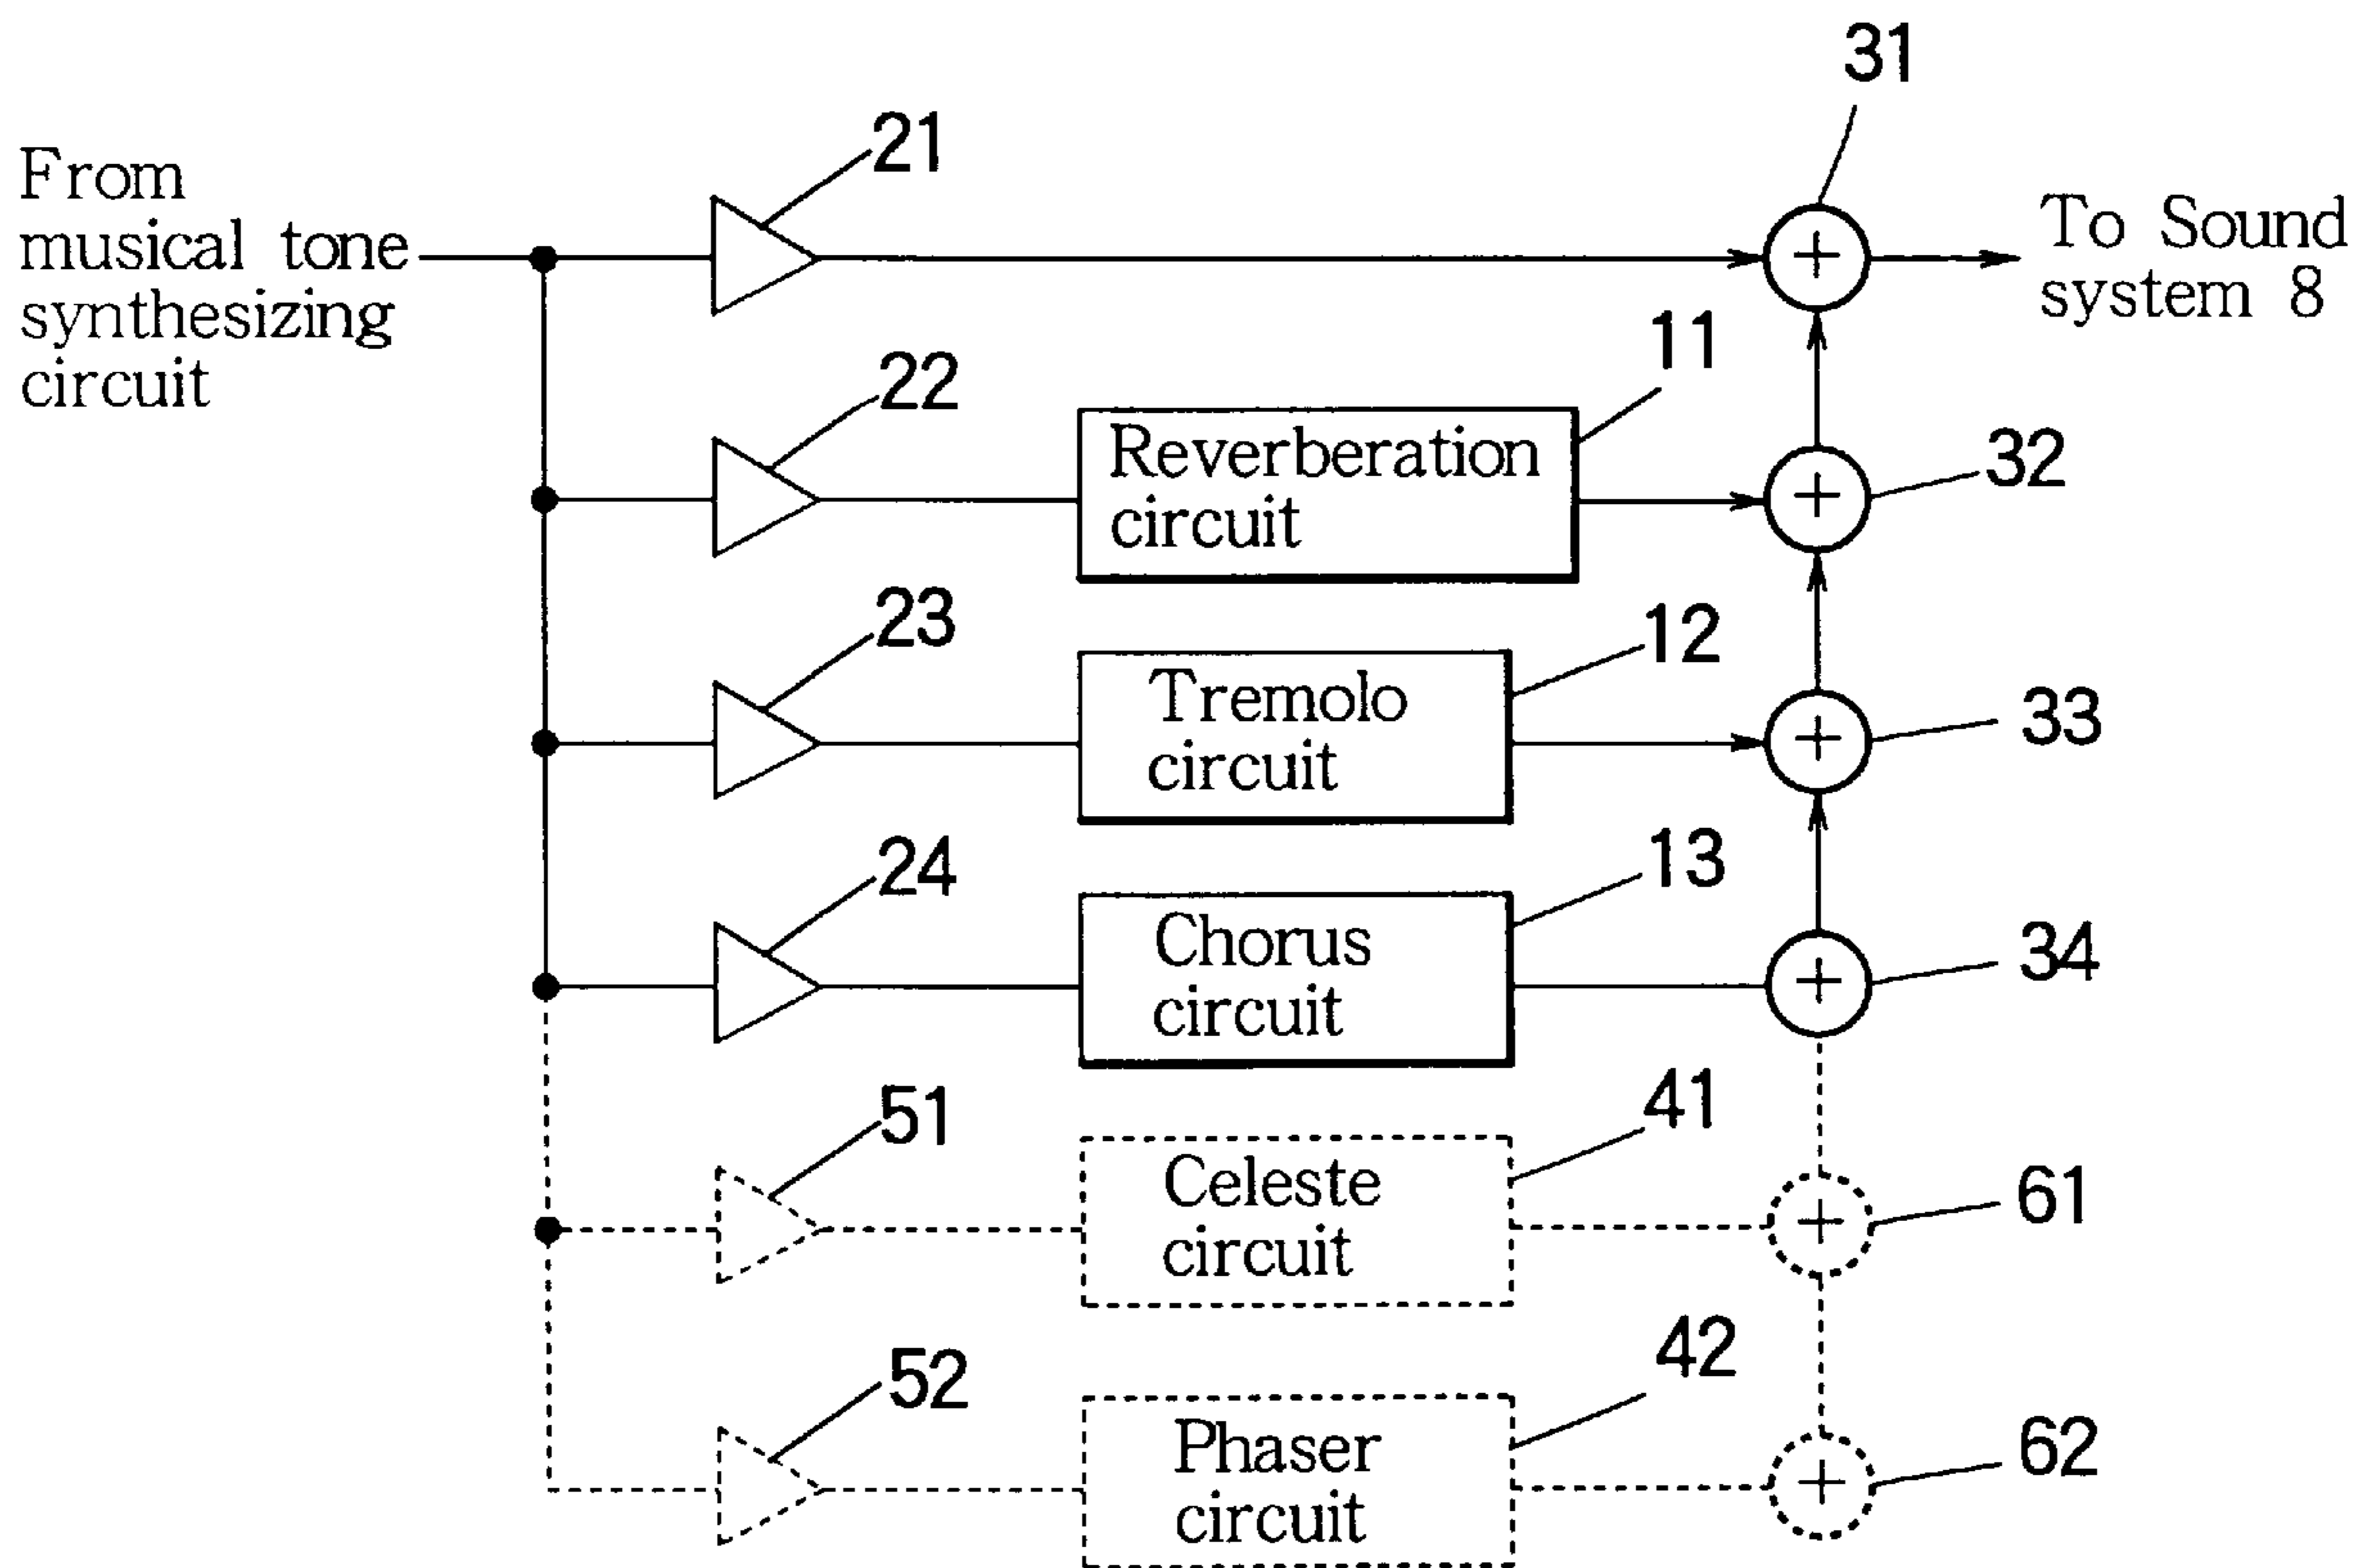 31
21
From
musical tone
synthesizing
circuit
To Sound
system 8
11
22
Reverberation
circuit
32
23
12
Tremolo
circuit
33
24
13
Chorus
circuit
34
51
41
Celeste
circuit
61
52
42
Phaser
circuit
62